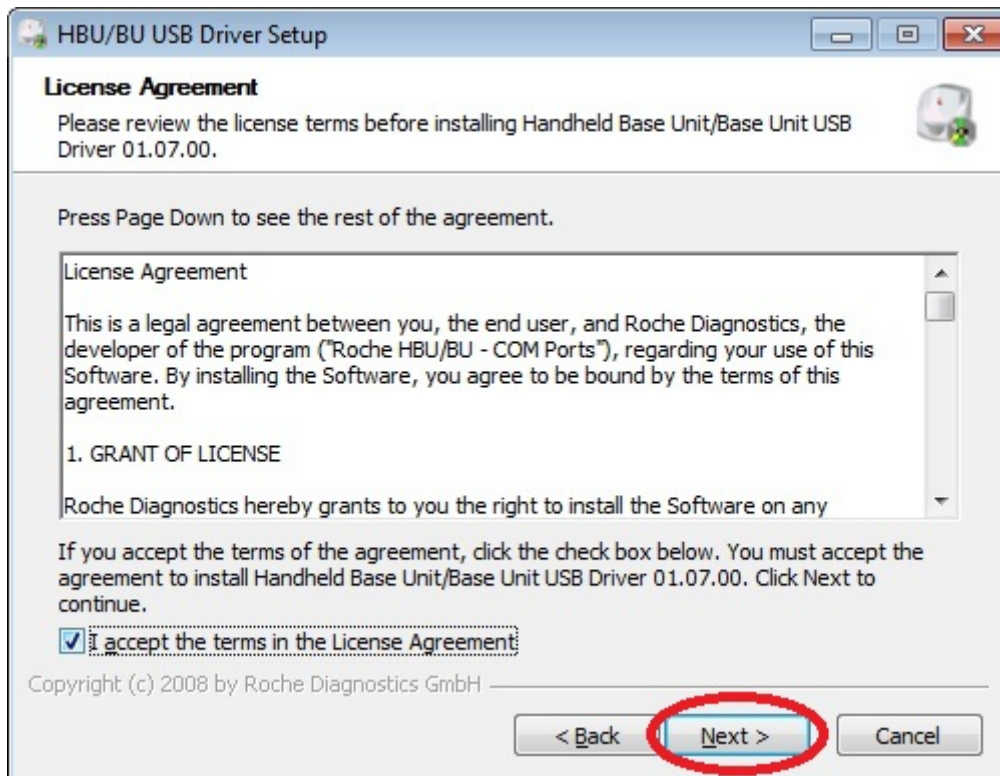 HBU/BU USB Driver Setup
License Agreement
Please review the license terms before installing Handheld Base Unit/Base Unit USB
Driver 01.07.00.
Press Page Down to see the rest of the agreement.
License Agreement
This is a legal agreement between you, the end user, and Roche Diagnostics, the
developer of the program ("Roche HBU/BU - COM Ports"), regarding your use of this
Software. By installing the Software, you agree to be bound by the terms of this
agreement.
1. GRANT OF LICENSE
Roche Diagnostics hereby grants to you the right to install the Software on any
If you accept the terms of the agreement, click the check box below. You must accept the
agreement to install Handheld Base Unit/Base Unit USB Driver 01.07.00. Click Next to
continue.
I accept the terms in the License Agreement
Copyright (c) 2008 by Roche Diagnostics GmbH
< Back Next > Cancel